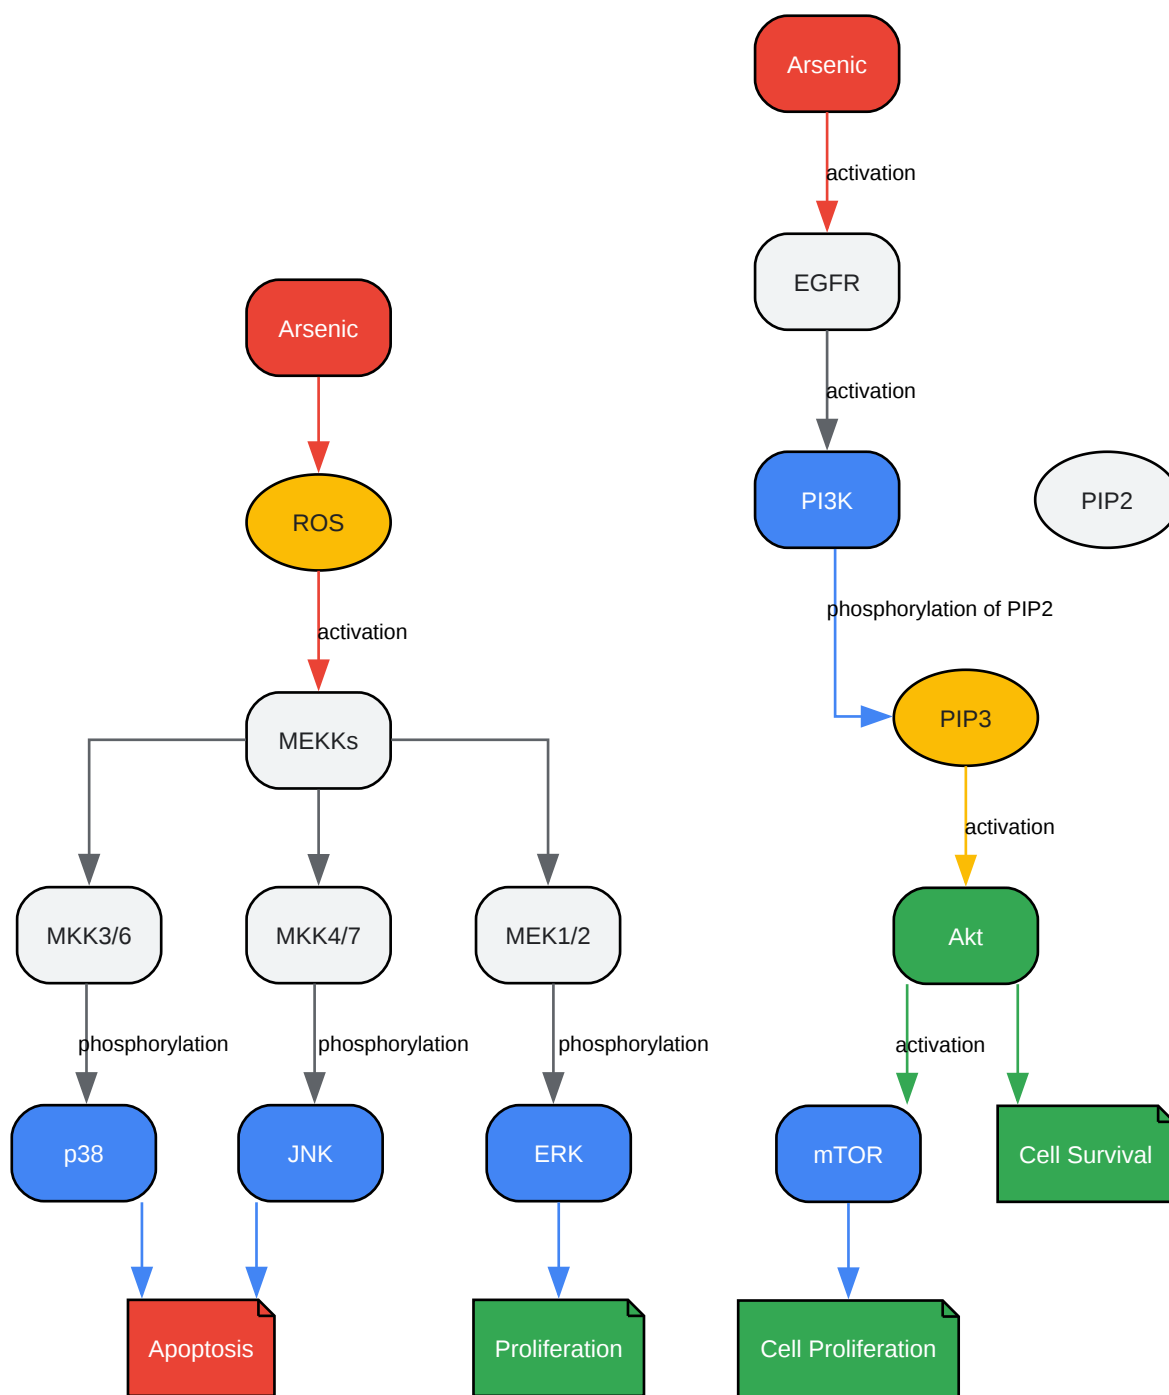 Arsenic
activation
EGFR
activation
PI3K
PIP2
phosphorylation of PIP2
PIP3
activation
Akt
activation
mTOR
Cell Survival
Cell Proliferation
Arsenic
ROS
activation
MEKKs
MKK3/6
MKK4/7
MEK1/2
phosphorylation
phosphorylation
phosphorylation
p38
JNK
ERK
Apoptosis
Proliferation